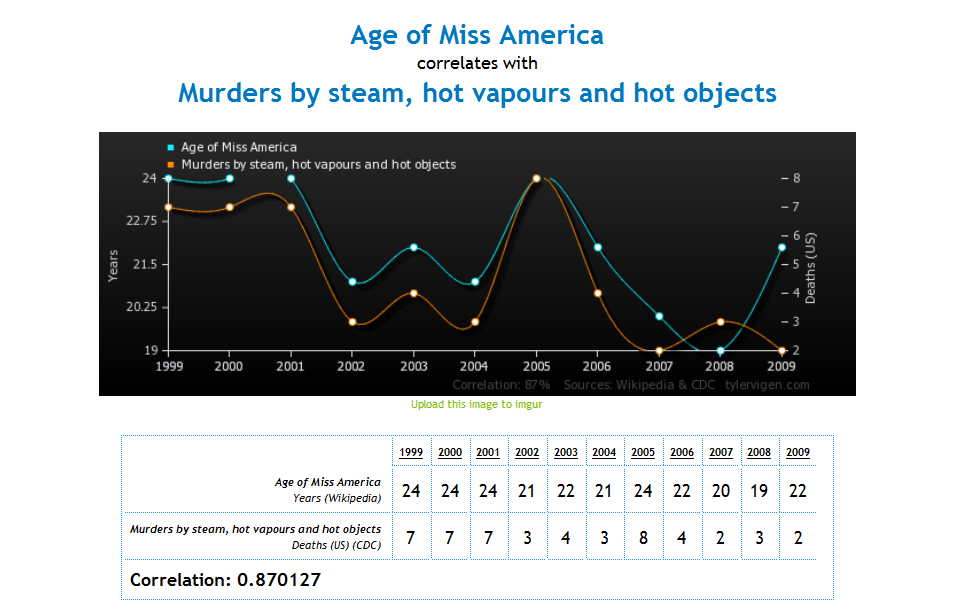 Age of Miss America
correlates with
Murders by steam, hot vapours and hot objects
Age of Miss America
Murders by steam, hot vapours and hot objects
24
22.75
21.5
20.25
19
Years
8
7
6
5
4
3
2
Deaths (US)
1999 2000 2001 2002 2003 2004 2005 2006 2007 2008 2009
Correlation: 87% Sources: Wikipedia & CDC tylervigen.com
Upload this image to imgur
1999 2000 2001 2002 2003 2004 2005 2006 2007 2008 2009
Age of Miss America
Years (Wikipedia)
24 24 24 21 22 21 24 22 20 19 22
Murders by steam, hot vapours and hot objects
Deaths (US) (CDC)
7 7 7 3 4 3 8 4 2 3 2
Correlation: 0.870127